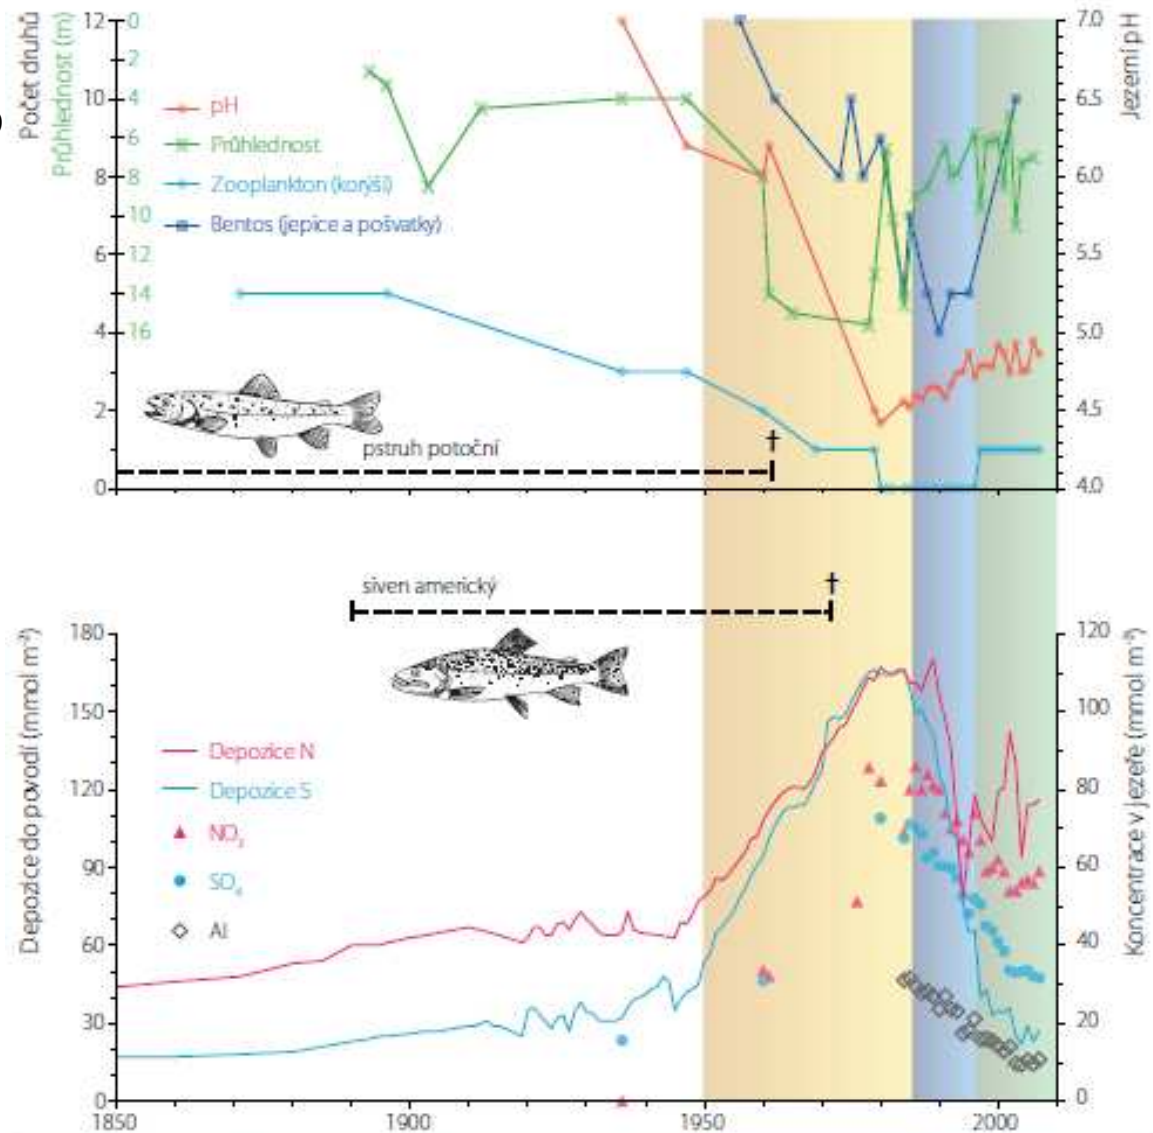 Počet druhů
Průhlednost (m)
12
10
8
6
4
2
0
0
2
4
6
8
10
12
14
16
pH
Průhlednost
Zooplankton (korýši)
Bentos (jepice a pošvatky)
pstruh potoční
†
7.0
6.5
6.0
5.5
5.0
4.5
4.0
Jezerní pH
siven americký
†
Depozice do povodí (mmol m⁻²)
180
150
120
90
60
30
0
Depozice N
Depozice S
NO₃
SO₄
Al
120
100
80
60
40
20
0
Koncentrace v jezeře (mmol m⁻³)
1850
1900
1950
2000